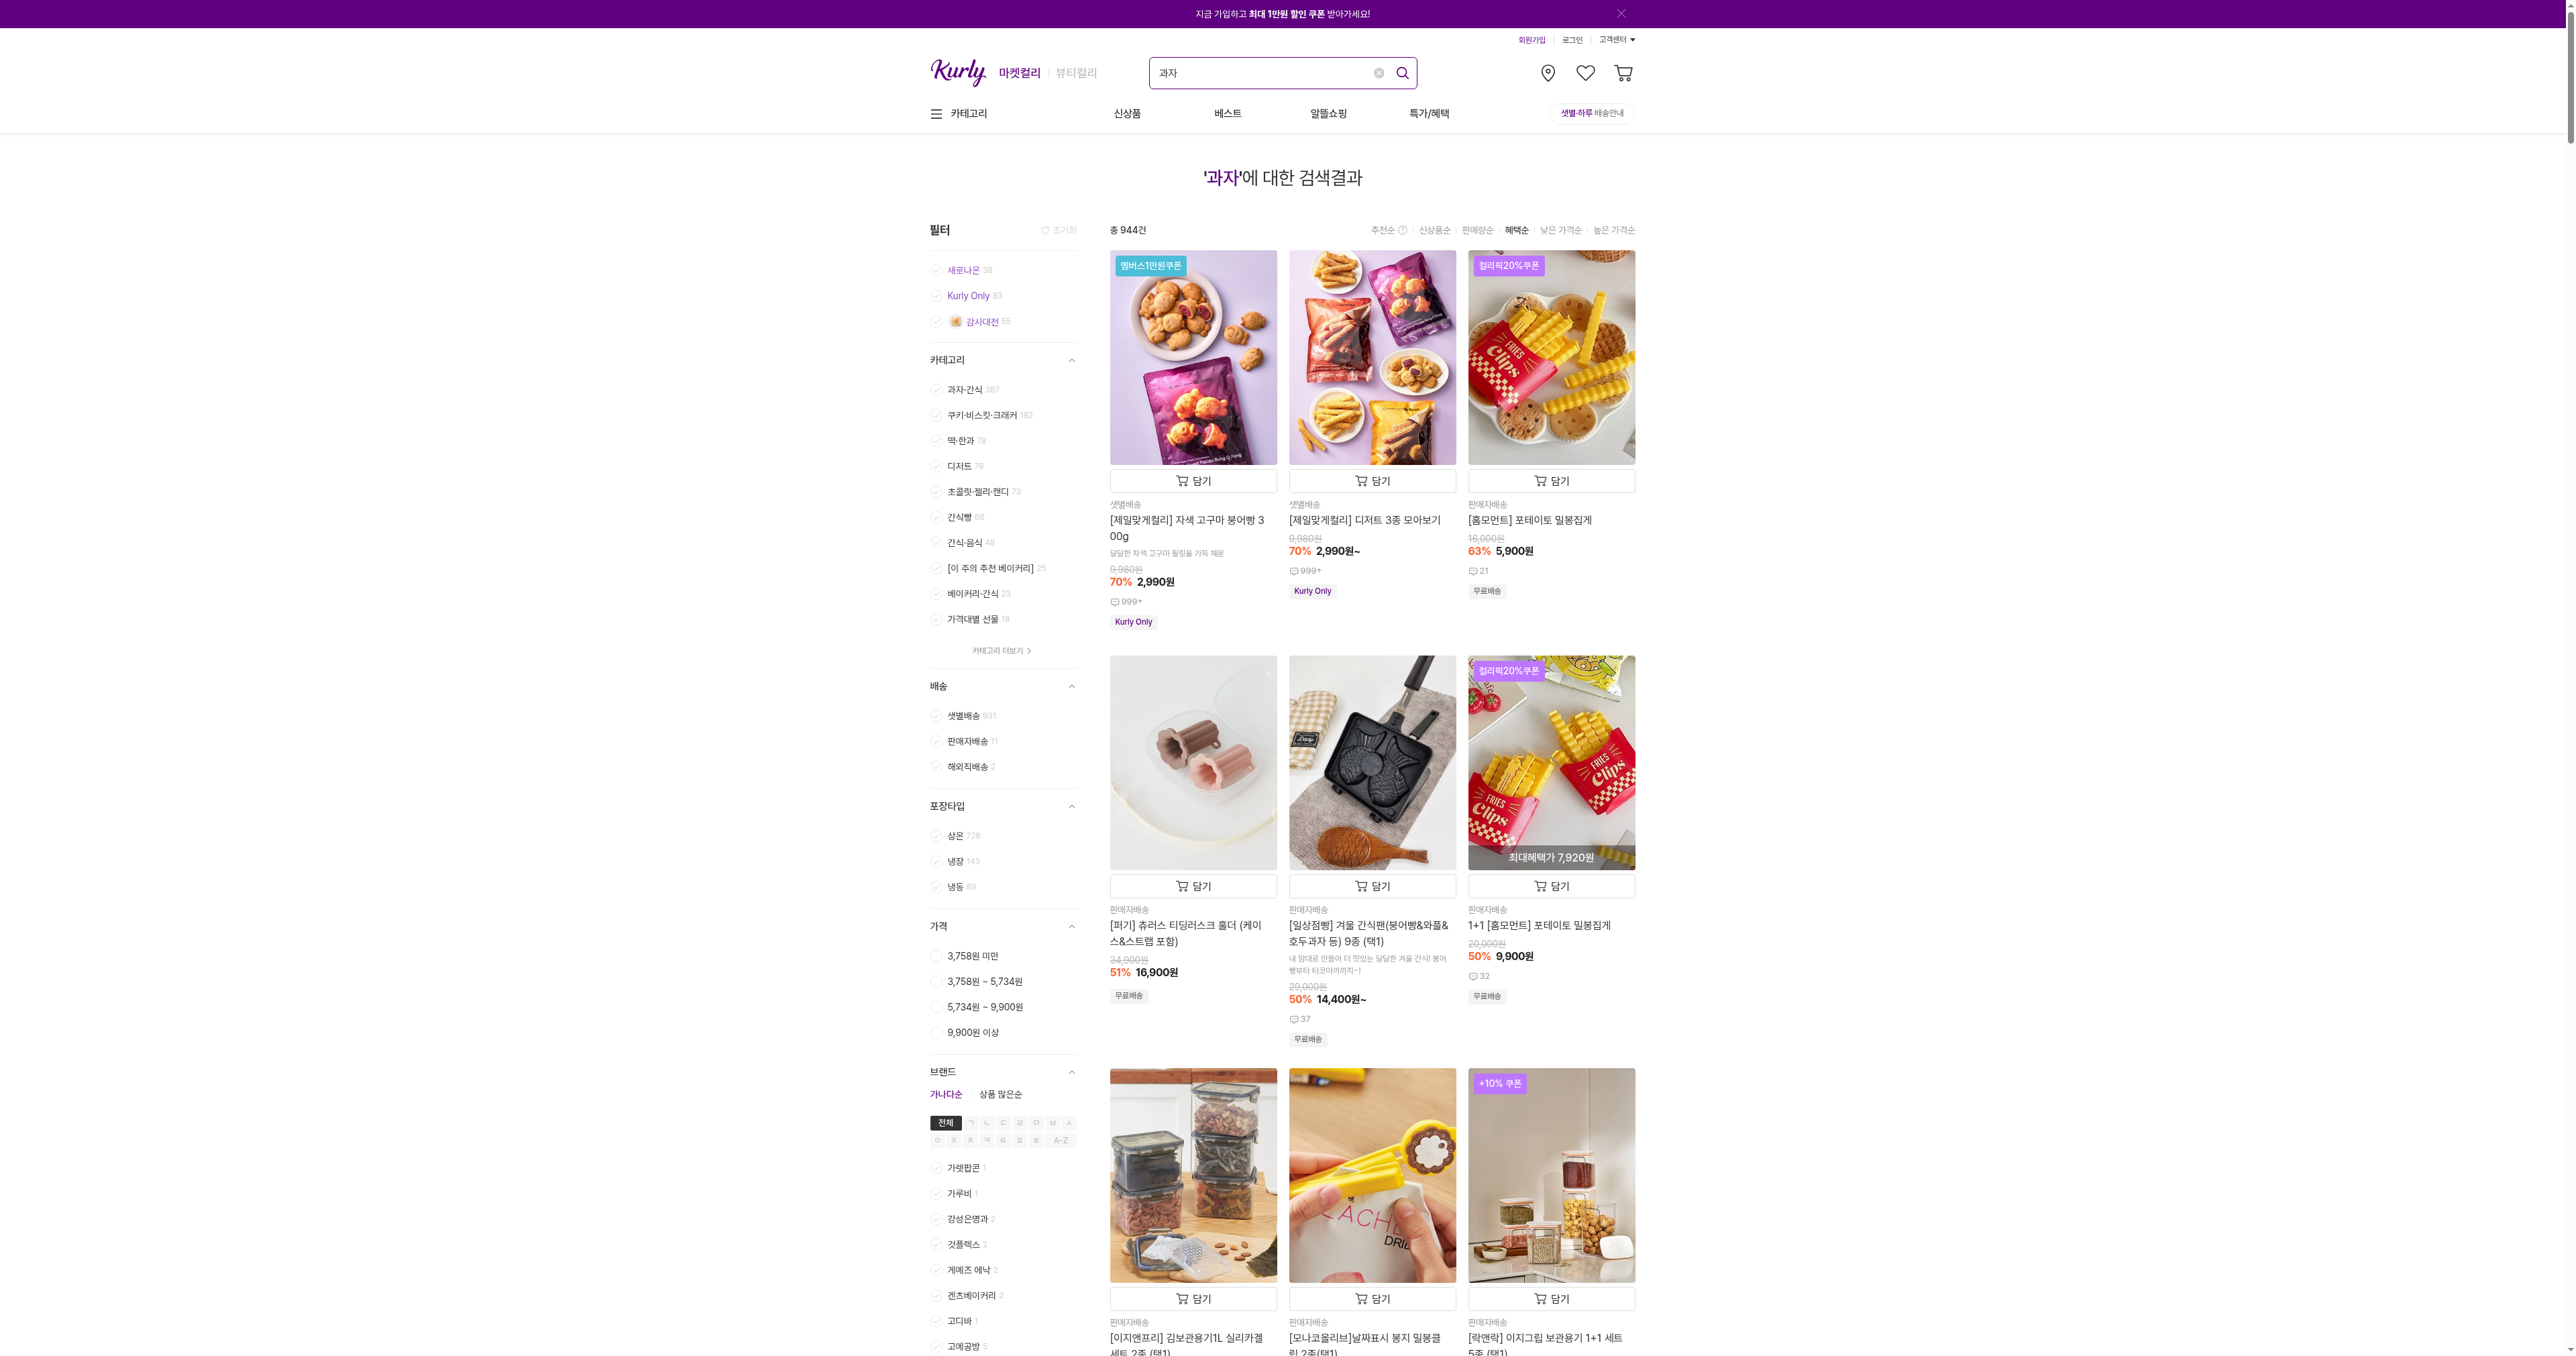 지금 가입하고 최대 1만원 할인 쿠폰 받아가세요!
회원가입 로그인 고객센터
Kurly 마켓컬리 뷰티컬리
과자
카테고리 신상품 베스트 알뜰쇼핑 특가/혜택 샛별·하루 배송안내
'과자'에 대한 검색결과
필터 초기화
새로나온 38
Kurly Only 83
감사대전 55
카테고리
과자·간식 387
쿠키·비스킷·크래커 182
떡·한과 78
디저트 78
초콜릿·젤리·캔디 73
간식빵 66
간식·음식 48
[이 주의 추천 베이커리] 25
베이커리·간식 23
가격대별 선물 18
카테고리 더보기
배송
샛별배송 931
판매자배송 11
해외직배송 2
포장타입
상온 728
냉장 143
냉동 89
가격
3,758원 미만
3,758원 ~ 5,734원
5,734원 ~ 9,900원
9,900원 이상
브랜드
가나다순 상품 많은순
전체 ㄱ ㄴ ㄷ ㄹ ㅁ ㅂ ㅅ
ㅇ ㅈ ㅊ ㅋ ㅌ ㅍ ㅎ A-Z
가렛팝콘 1
가루비 1
감성은명과 2
것플렉스 2
게메즈 에낙 2
겐츠베이커리 2
고디바 1
고메공방 5
총 944건 추천순 신상품순 판매량순 혜택순 낮은 가격순 높은 가격순
멤버스1만원쿠폰
담기
샛별배송
[제일맞게컬리] 자색 고구마 붕어빵 3
00g
달달한 자색 고구마 필링을 가득 채운
9,980원
70% 2,990원
999+
Kurly Only
담기
샛별배송
[제일맞게컬리] 디저트 3종 모아보기
9,980원
70% 2,990원~
999+
Kurly Only
컬리픽20%쿠폰
FRIES
Clips
담기
판매자배송
[홈모먼트] 포테이토 밀봉집게
16,000원
63% 5,900원
21
무료배송
담기
판매자배송
[퍼기] 츄러스 티딩러스크 홀더 (케이
스&스트랩 포함)
34,900원
51% 16,900원
무료배송
담기
판매자배송
[일상점빵] 겨울 간식팬(붕어빵&와플&
호두과자 등) 9종 (택1)
내 맘대로 만들어 더 맛있는 달달한 겨울 간식! 붕어
빵부터 타코야끼까지~!
29,000원
50% 14,400원~
37
무료배송
컬리픽20%쿠폰
FRIES
Clips
FRIES
Clips
최대혜택가 7,920원
담기
판매자배송
1+1 [홈모먼트] 포테이토 밀봉집게
20,000원
50% 9,900원
32
무료배송
담기
판매자배송
[이지앤프리] 김보관용기1L 실리카겔
세트 2종 (택1)
담기
판매자배송
[모나코올리브]날짜표시 봉지 밀봉클
립 2종(택1)
+10% 쿠폰
담기
판매자배송
[락앤락] 이지그립 보관용기 1+1 세트
5종 (택1)